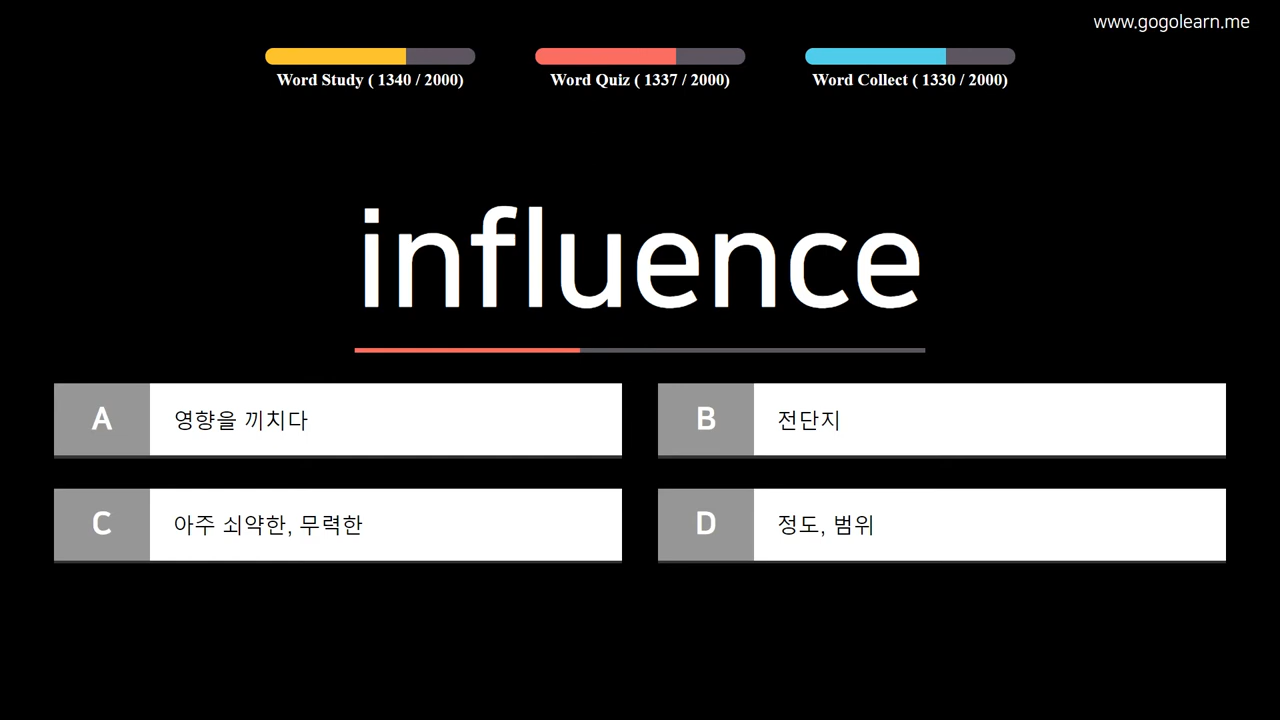 www.gogolearn.me
Word Study ( 1340 / 2000)
Word Quiz ( 1337 / 2000)
Word Collect ( 1330 / 2000)
influence
A 영향을 끼치다
B 전단지
C 아주 쇠약한, 무력한
D 정도, 범위